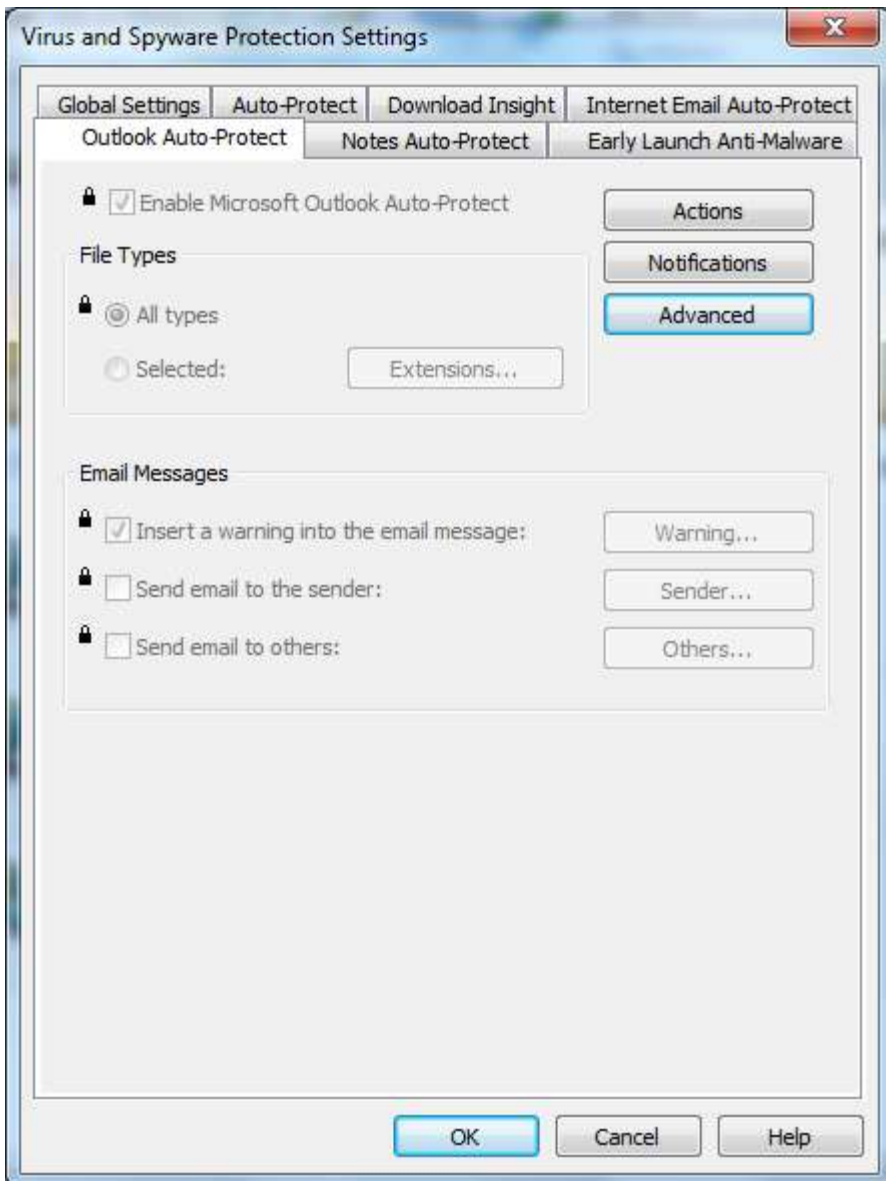 Virus and Spyware Protection Settings
Global Settings Auto-Protect Download Insight Internet Email Auto-Protect
Outlook Auto-Protect Notes Auto-Protect Early Launch Anti-Malware
Enable Microsoft Outlook Auto-Protect
Actions
File Types
Notifications
All types
Advanced
Selected: Extensions...
Email Messages
Insert a warning into the email message: Warning...
Send email to the sender: Sender...
Send email to others: Others...
OK Cancel Help